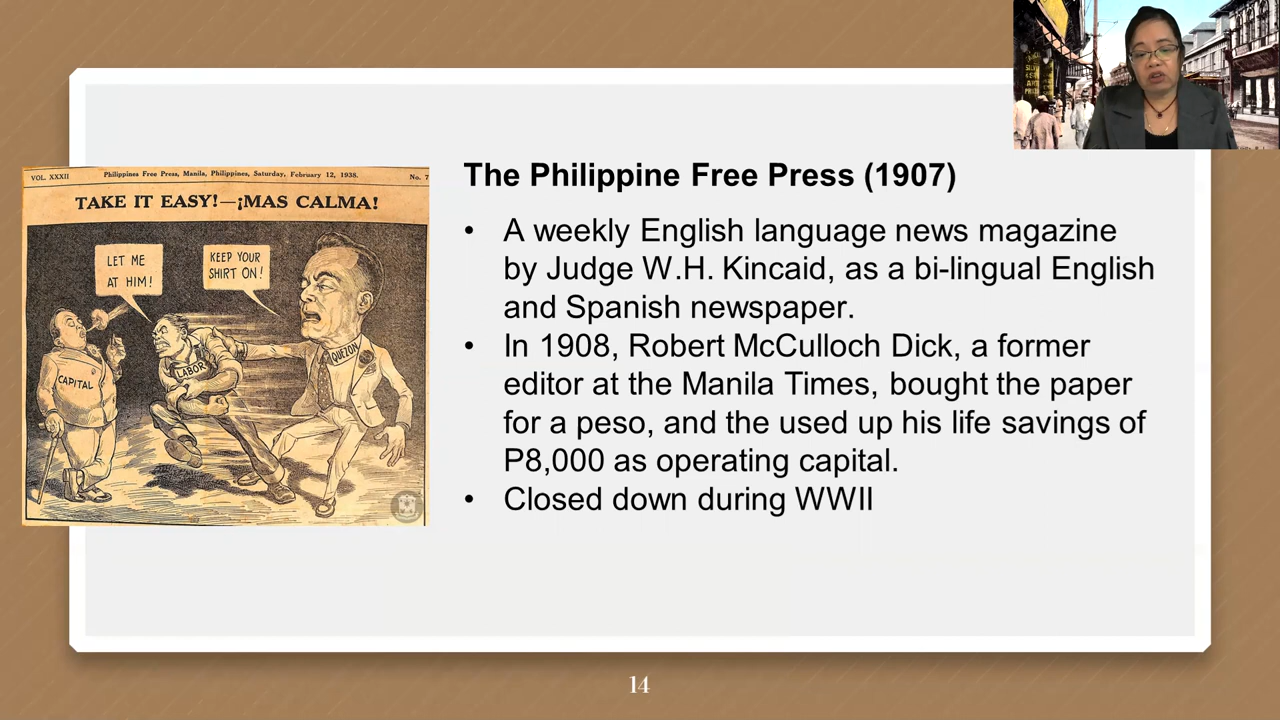 The Philippine Free Press (1907)
• A weekly English language news magazine
by Judge W.H. Kincaid, as a bi-lingual English
and Spanish newspaper.
• In 1908, Robert McCulloch Dick, a former
editor at the Manila Times, bought the paper
for a peso, and the used up his life savings of
P8,000 as operating capital.
• Closed down during WWII
VOL. XXXII Philippines Free Press, Manila, Philippines, Saturday, February 12, 1938. No. 7
TAKE IT EASY!—¡MAS CALMA!
LET ME
AT HIM!
KEEP YOUR
SHIRT ON!
CAPITAL
LABOR
QUEZON
14